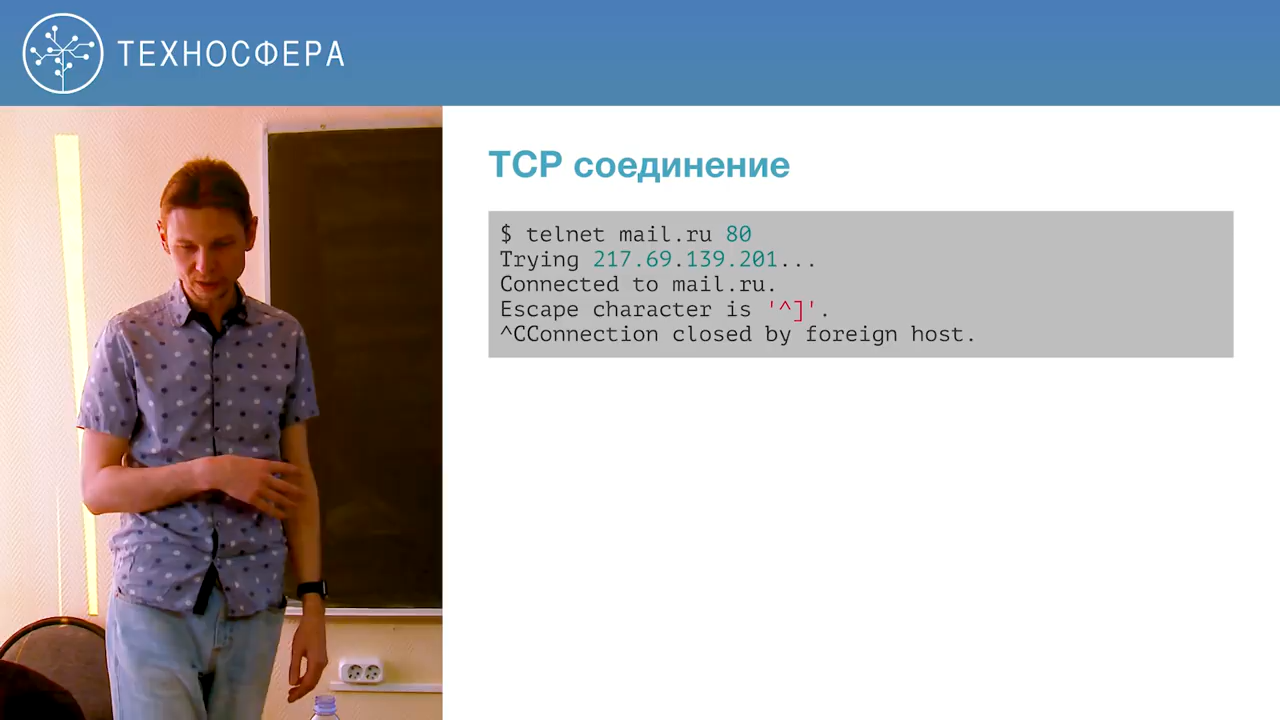 ТЕХНОСФЕРА
TCP соединение
$ telnet mail.ru 80
Trying 217.69.139.201...
Connected to mail.ru.
Escape character is '^]'.
^CConnection closed by foreign host.